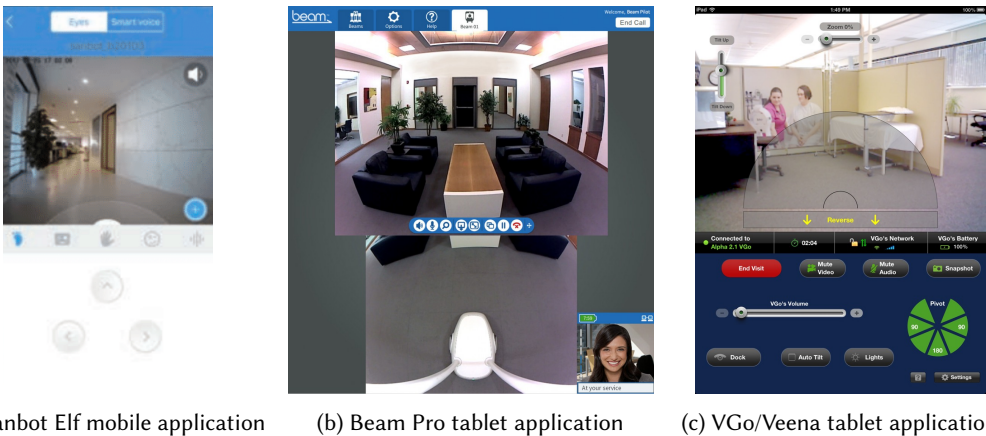 Eyes
Smart voice
beam
Beams
Options
Help
Beam 01
Welcome, Beam Pilot
End Call
At your service
iPad
1:49 PM
100%
Zoom 0%
Tilt Up
Tilt Down
Reverse
Connected to
Alpha 2.1 VGo
02:04
VGo's Network
VGo's Battery
100%
End Visit
Mute
Video
Mute
Audio
Snapshot
VGo's Volume
Pivot
90
90
180
Dock
Auto Tilt
Lights
?
Settings
anbot Elf mobile application
(b) Beam Pro tablet application
(c) VGo/Veena tablet applicatio